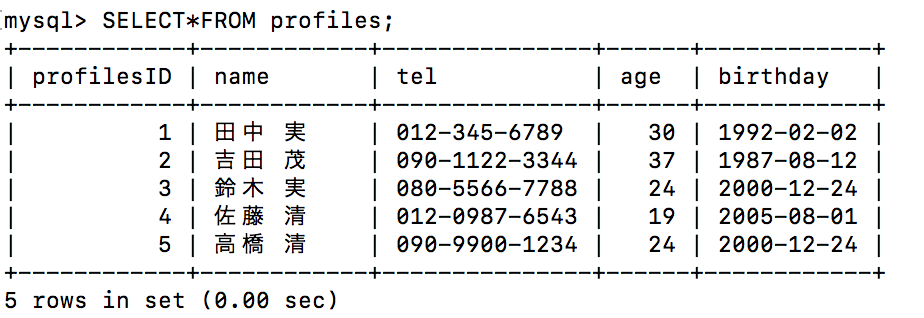 mysql> SELECT*FROM profiles;
+------------+-----------+---------------+------+------------+
| profilesID | name      | tel           | age  | birthday   |
+------------+-----------+---------------+------+------------+
|          1 | 田中 実   | 012-345-6789  |   30 | 1992-02-02 |
|          2 | 吉田 茂   | 090-1122-3344 |   37 | 1987-08-12 |
|          3 | 鈴木 実   | 080-5566-7788 |   24 | 2000-12-24 |
|          4 | 佐藤 清   | 012-0987-6543 |   19 | 2005-08-01 |
|          5 | 高橋 清   | 090-9900-1234 |   24 | 2000-12-24 |
+------------+-----------+---------------+------+------------+
5 rows in set (0.00 sec)